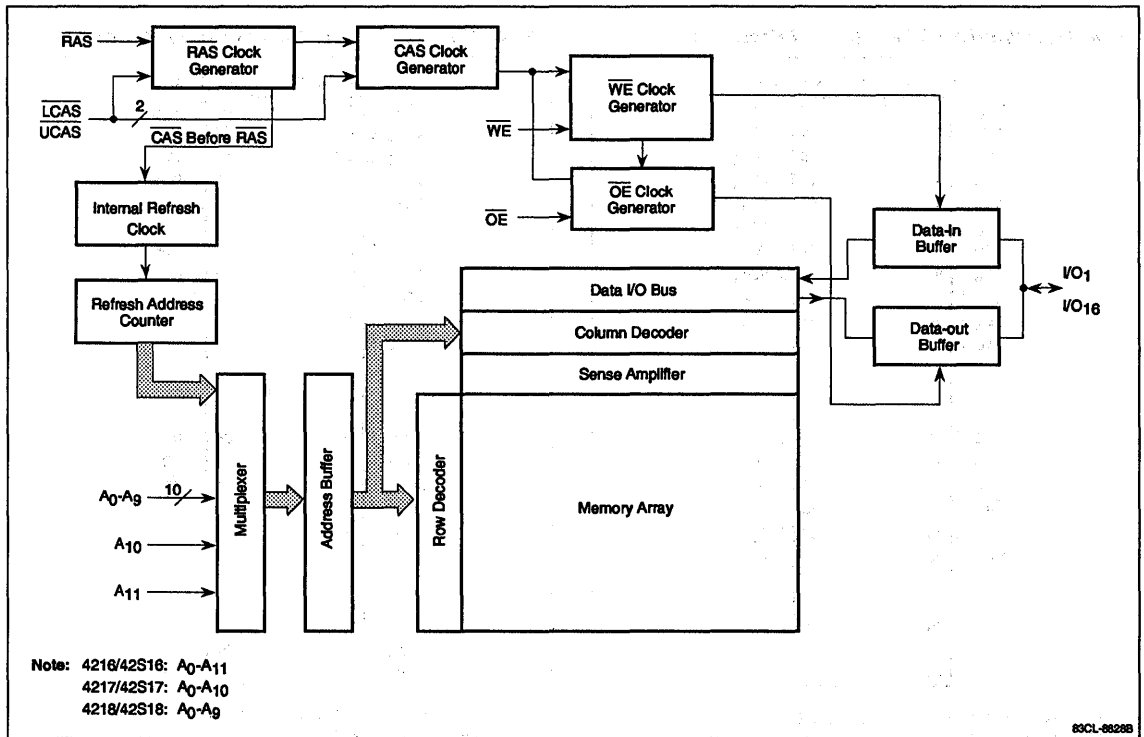 RAS
RAS Clock
Generator
CAS Clock
Generator
LCAS
UCAS
2
CAS Before RAS
WE Clock
Generator
WE
OE Clock
Generator
OE
Internal Refresh
Clock
Refresh Address
Counter
Data-in
Buffer
I/O1
I/O16
Data-out
Buffer
Data I/O Bus
Column Decoder
Sense Amplifier
Memory Array
Row Decoder
Address Buffer
Multiplexer
A0-A9
10
A10
A11
Note: 4216/42S16: A0-A11
4217/42S17: A0-A10
4218/42S18: A0-A9
83CL-8828B